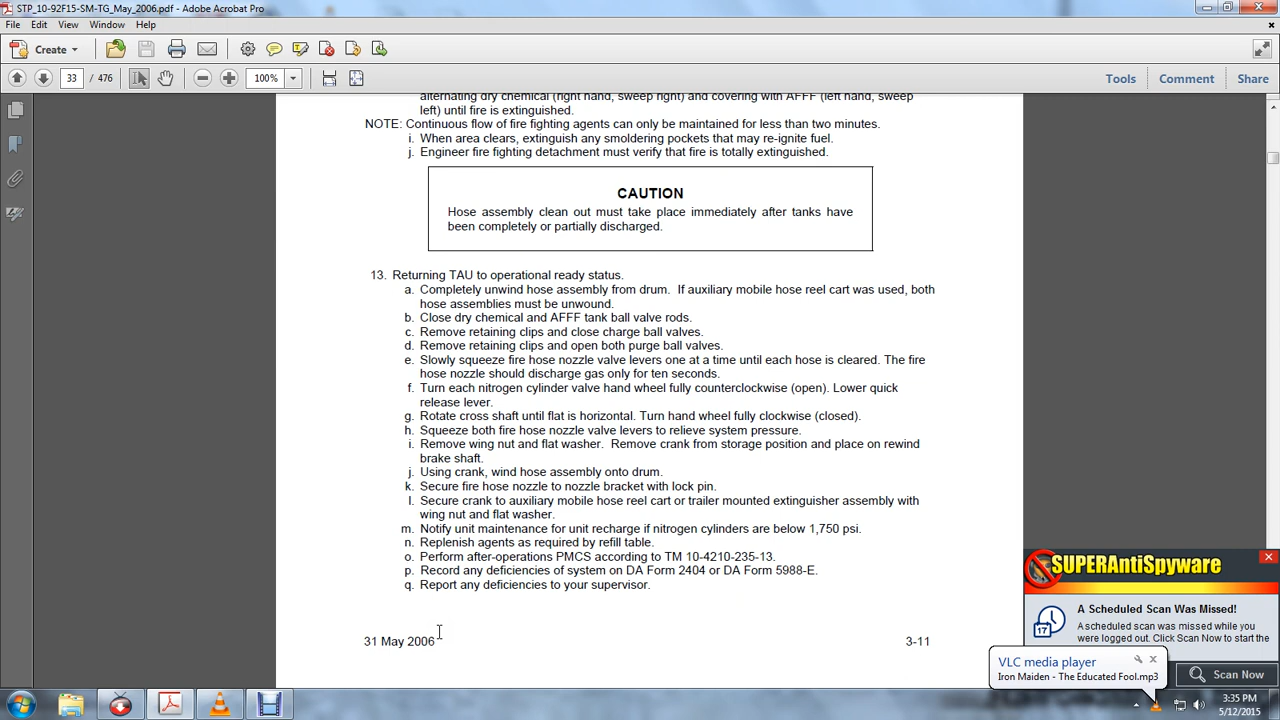 STP_10-92F15-SM-TG_May_2006.pdf - Adobe Acrobat Pro
File Edit View Window Help
Create
33 / 476 100% Tools Comment Share
alternating dry chemical (right hand, sweep right) and covering with AFFF (left hand, sweep
left) until fire is extinguished.
NOTE: Continuous flow of fire fighting agents can only be maintained for less than two minutes.
i. When area clears, extinguish any smoldering pockets that may re-ignite fuel.
j. Engineer fire fighting detachment must verify that fire is totally extinguished.
CAUTION
Hose assembly clean out must take place immediately after tanks have
been completely or partially discharged.
13. Returning TAU to operational ready status.
a. Completely unwind hose assembly from drum. If auxiliary mobile hose reel cart was used, both
hose assemblies must be unwound.
b. Close dry chemical and AFFF tank ball valve rods.
c. Remove retaining clips and close charge ball valves.
d. Remove retaining clips and open both purge ball valves.
e. Slowly squeeze fire hose nozzle valve levers one at a time until each hose is cleared. The fire
hose nozzle should discharge gas only for ten seconds.
f. Turn each nitrogen cylinder valve hand wheel fully counterclockwise (open). Lower quick
release lever.
g. Rotate cross shaft until flat is horizontal. Turn hand wheel fully clockwise (closed).
h. Squeeze both fire hose nozzle valve levers to relieve system pressure.
i. Remove wing nut and flat washer. Remove crank from storage position and place on rewind
brake shaft.
j. Using crank, wind hose assembly onto drum.
k. Secure fire hose nozzle to nozzle bracket with lock pin.
l. Secure crank to auxiliary mobile hose reel cart or trailer mounted extinguisher assembly with
wing nut and flat washer.
m. Notify unit maintenance for unit recharge if nitrogen cylinders are below 1,750 psi.
n. Replenish agents as required by refill table.
o. Perform after-operations PMCS according to TM 10-4210-235-13.
p. Record any deficiencies of system on DA Form 2404 or DA Form 5988-E.
q. Report any deficiencies to your supervisor.
31 May 2006 3-11
SUPERAntiSpyware
17
A Scheduled Scan Was Missed!
A scheduled scan was missed while you
were logged out. Click Scan Now to start the
Scan Now
VLC media player
Iron Maiden - The Educated Fool.mp3
3:35 PM
5/12/2015